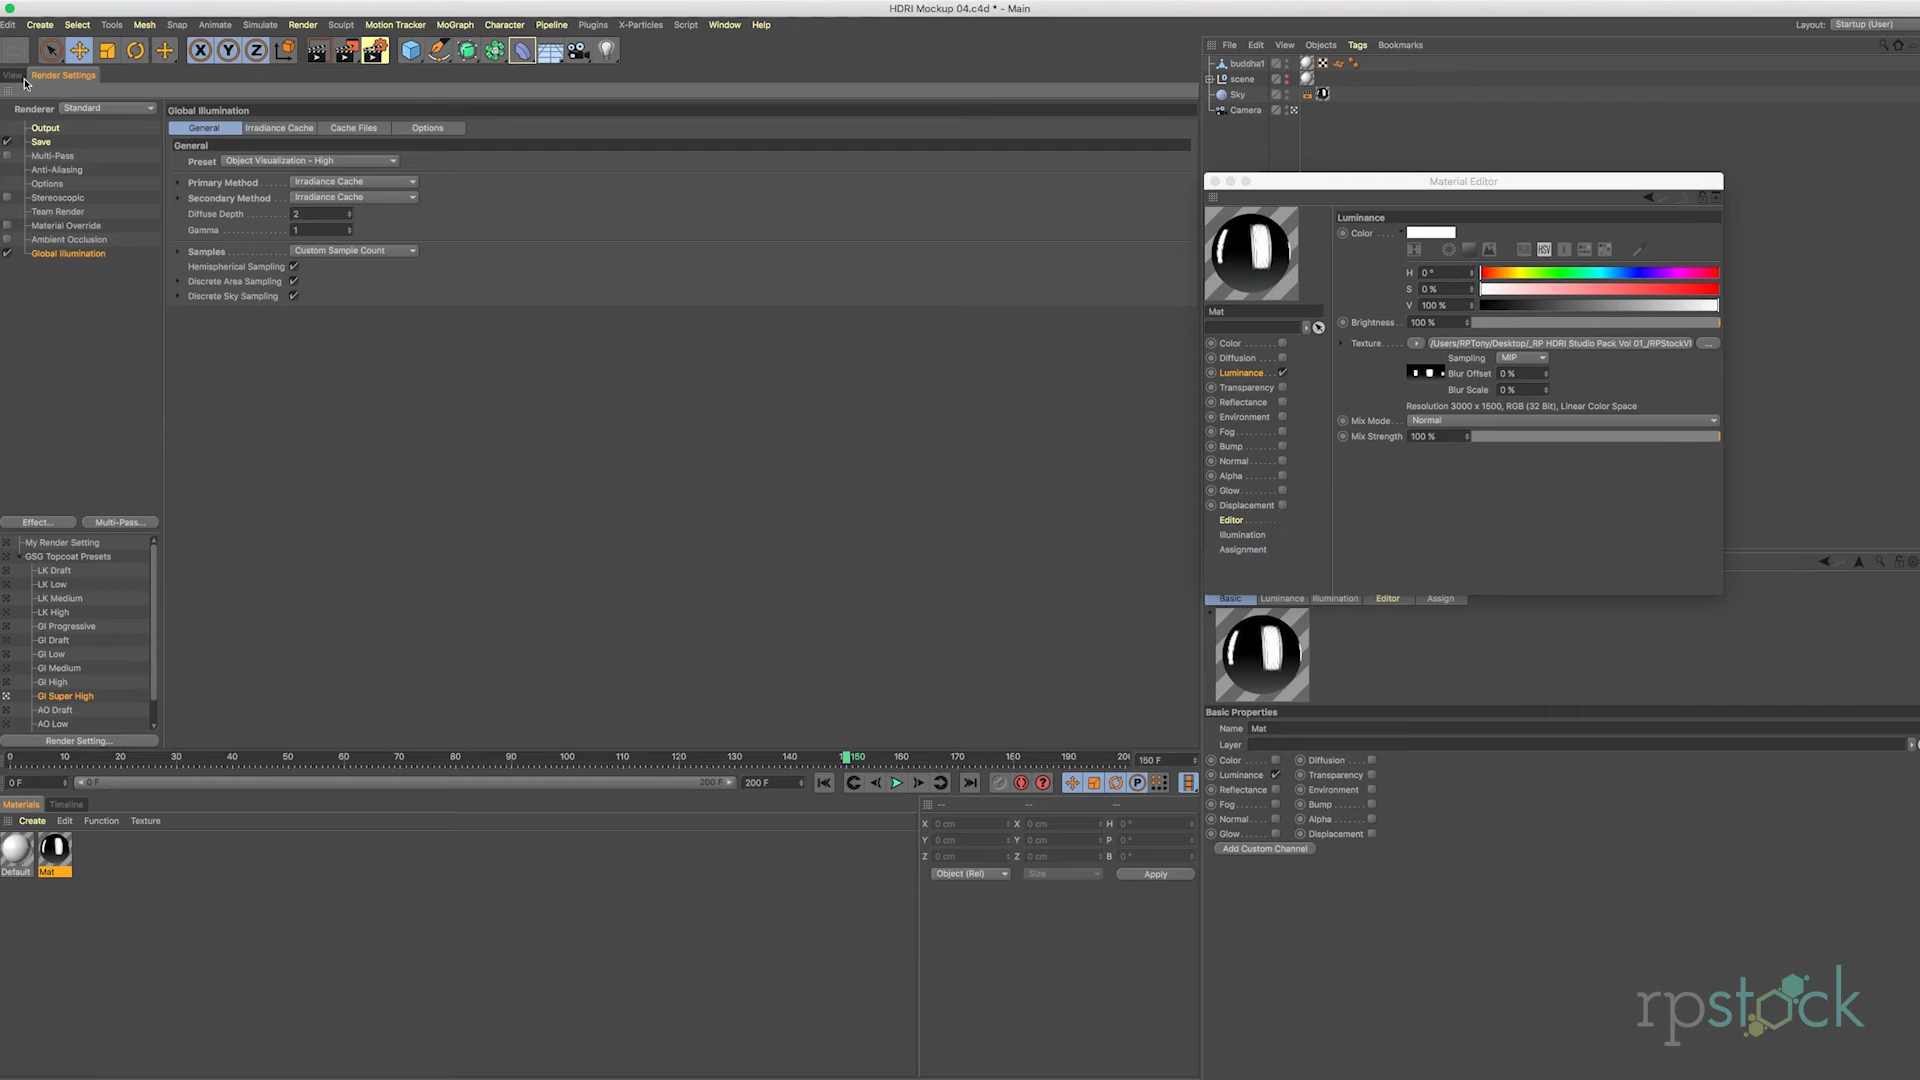 HDRI Mockup 04.c4d * - Main
Edit Create Select Tools Mesh Snap Animate Simulate Render Sculpt Motion Tracker MoGraph Character Pipeline Plugins X-Particles Script Window Help
Layout: Startup (User)
X Y Z
View Render Settings
File Edit View Objects Tags Bookmarks
buddha1
scene
Sky
Camera
Renderer Standard
Output
Save
Multi-Pass
Anti-Aliasing
Options
Stereoscopic
Team Render
Material Override
Ambient Occlusion
Global Illumination
Effect... Multi-Pass...
My Render Setting
GSG Topcoat Presets
LK Draft
LK Low
LK Medium
LK High
GI Progressive
GI Draft
GI Low
GI Medium
GI High
GI Super High
AO Draft
AO Low
Render Setting...
Global Illumination
General Irradiance Cache Cache Files Options
General
Preset Object Visualization - High
Primary Method Irradiance Cache
Secondary Method Irradiance Cache
Diffuse Depth 2
Gamma 1
Samples Custom Sample Count
Hemispherical Sampling
Discrete Area Sampling
Discrete Sky Sampling
Material Editor
Mat
Color
Diffusion
Luminance
Transparency
Reflectance
Environment
Fog
Bump
Normal
Alpha
Glow
Displacement
Editor
Illumination
Assignment
Luminance
Color
HSV
H 0 °
S 0 %
V 100 %
Brightness 100 %
Texture /Users/RPTony/Desktop/_RP HDRI Studio Pack Vol 01_/RPStockVI ...
Sampling MIP
Blur Offset 0 %
Blur Scale 0 %
Resolution 3000 x 1500, RGB (32 Bit), Linear Color Space
Mix Mode Normal
Mix Strength 100 %
Basic Luminance Illumination Editor Assign
Basic Properties
Name Mat
Layer
Color Diffusion
Luminance Transparency
Reflectance Environment
Fog Bump
Normal Alpha
Glow Displacement
Add Custom Channel
0 10 20 30 40 50 60 70 80 90 100 110 120 130 140 150 160 170 180 190 150 F
0 F 0 F 200 F 200 F
Materials Timeline
Create Edit Function Texture
Default Mat
-- -- --
X 0 cm X 0 cm H 0 °
Y 0 cm Y 0 cm P 0 °
Z 0 cm Z 0 cm B 0 °
Object (Rel) Size Apply
rpstock